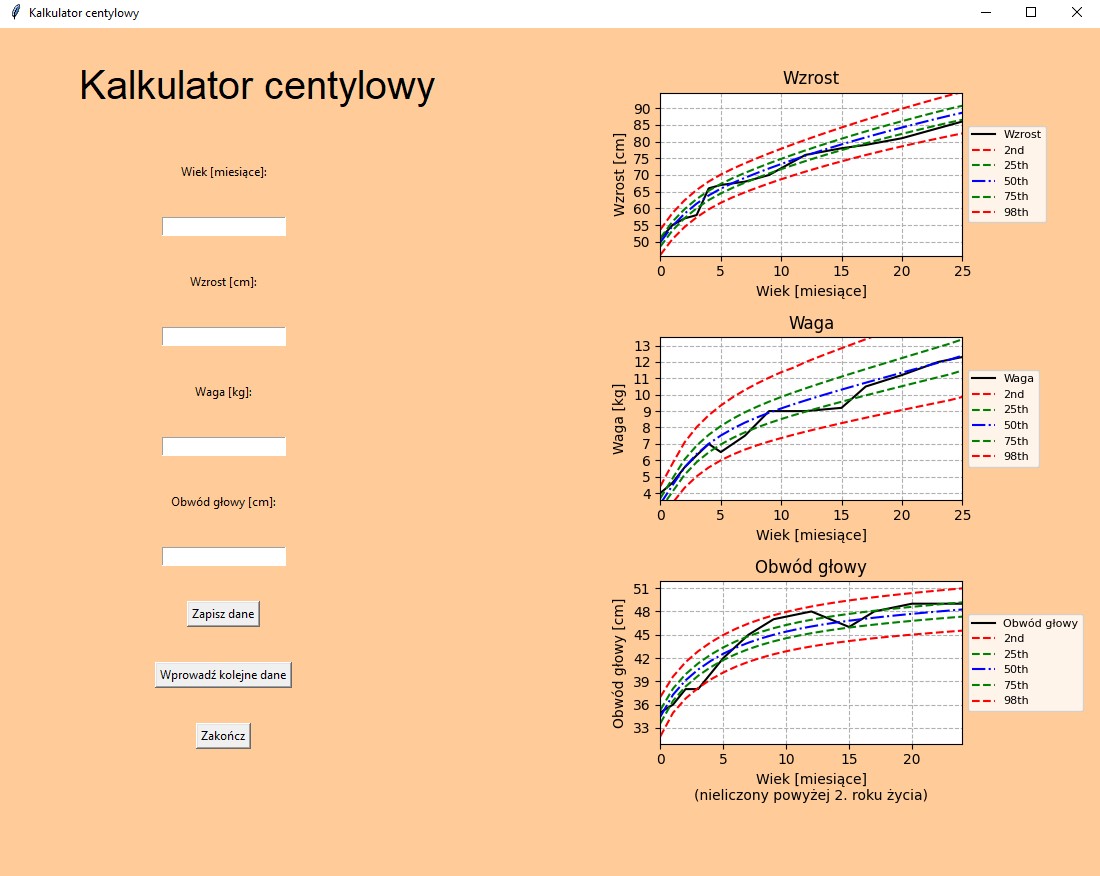 Kalkulator centylowy
Kalkulator centylowy
Wiek [miesiące]:
Wzrost [cm]:
Waga [kg]:
Obwód głowy [cm]:
Zapisz dane
Wprowadź kolejne dane
Zakończ
Wzrost
Wzrost [cm]
90
85
80
75
70
65
60
55
50
0 5 10 15 20 25
Wiek [miesiące]
Wzrost
2nd
25th
50th
75th
98th
Waga
Waga [kg]
13
12
11
10
9
8
7
6
5
4
0 5 10 15 20 25
Wiek [miesiące]
Waga
2nd
25th
50th
75th
98th
Obwód głowy
Obwód głowy [cm]
51
48
45
42
39
36
33
0 5 10 15 20
Wiek [miesiące]
(nieliczony powyżej 2. roku życia)
Obwód głowy
2nd
25th
50th
75th
98th